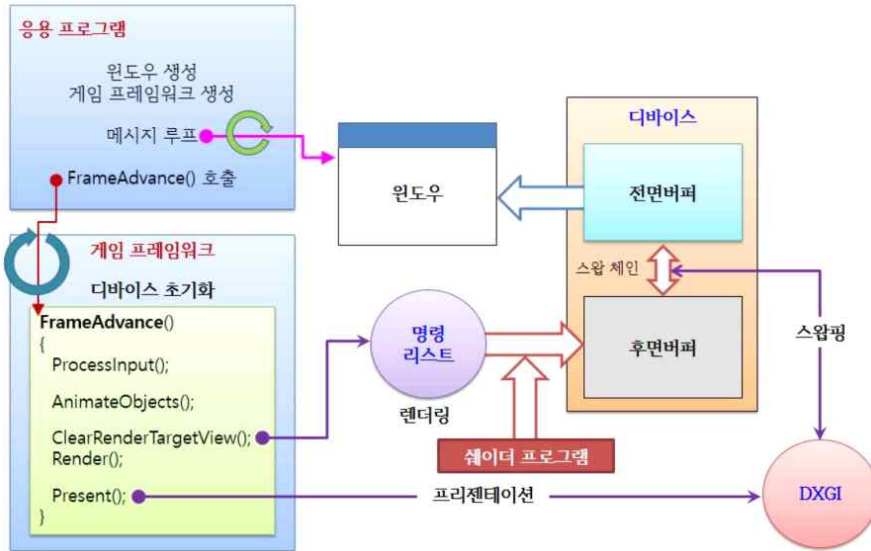 응용 프로그램
윈도우 생성
게임 프레임워크 생성
메시지 루프
FrameAdvance() 호출
게임 프레임워크
디바이스 초기화
FrameAdvance()
{
ProcessInput();
AnimateObjects();
ClearRenderTargetView();
Render();
Present();
}
윈도우
디바이스
전면버퍼
스왑 체인
후면버퍼
명령
리스트
렌더링
쉐이더 프로그램
프리젠테이션
스왑핑
DXGI